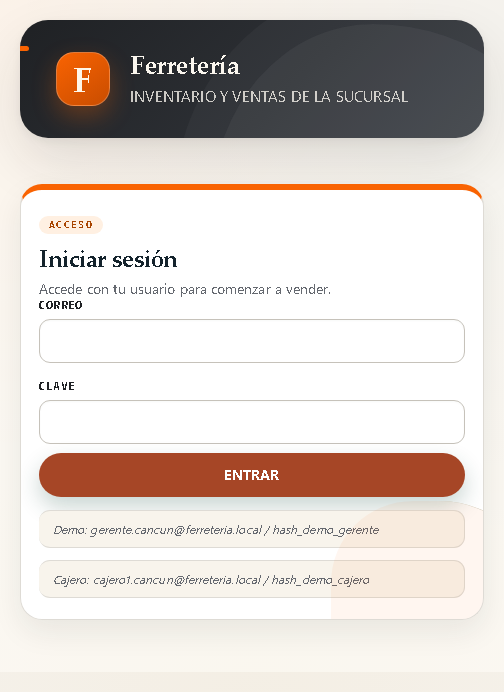 F
Ferretería
INVENTARIO Y VENTAS DE LA SUCURSAL
ACCESO
Iniciar sesión
Accede con tu usuario para comenzar a vender.
CORREO
CLAVE
ENTRAR
Demo: gerente.cancun@ferreteria.local / hash_demo_gerente
Cajero: cajero1.cancun@ferreteria.local / hash_demo_cajero